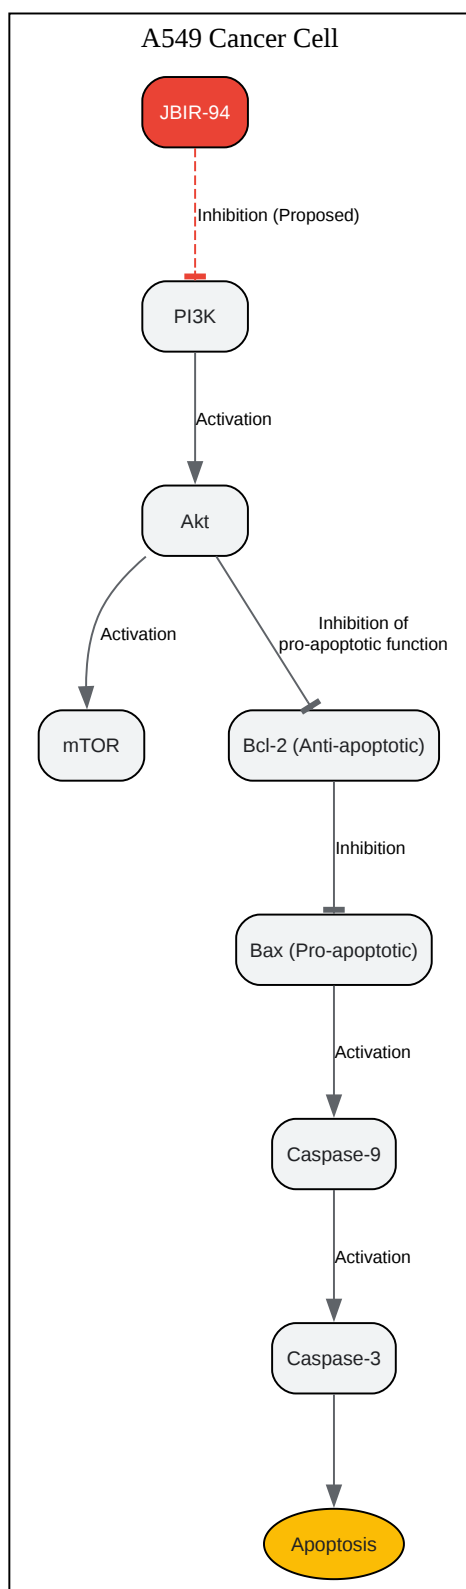 A549 Cancer Cell
JBIR-94
Inhibition (Proposed)
PI3K
Activation
Akt
Activation
Inhibition of
pro-apoptotic function
mTOR
Bcl-2 (Anti-apoptotic)
Inhibition
Bax (Pro-apoptotic)
Activation
Caspase-9
Activation
Caspase-3
Apoptosis